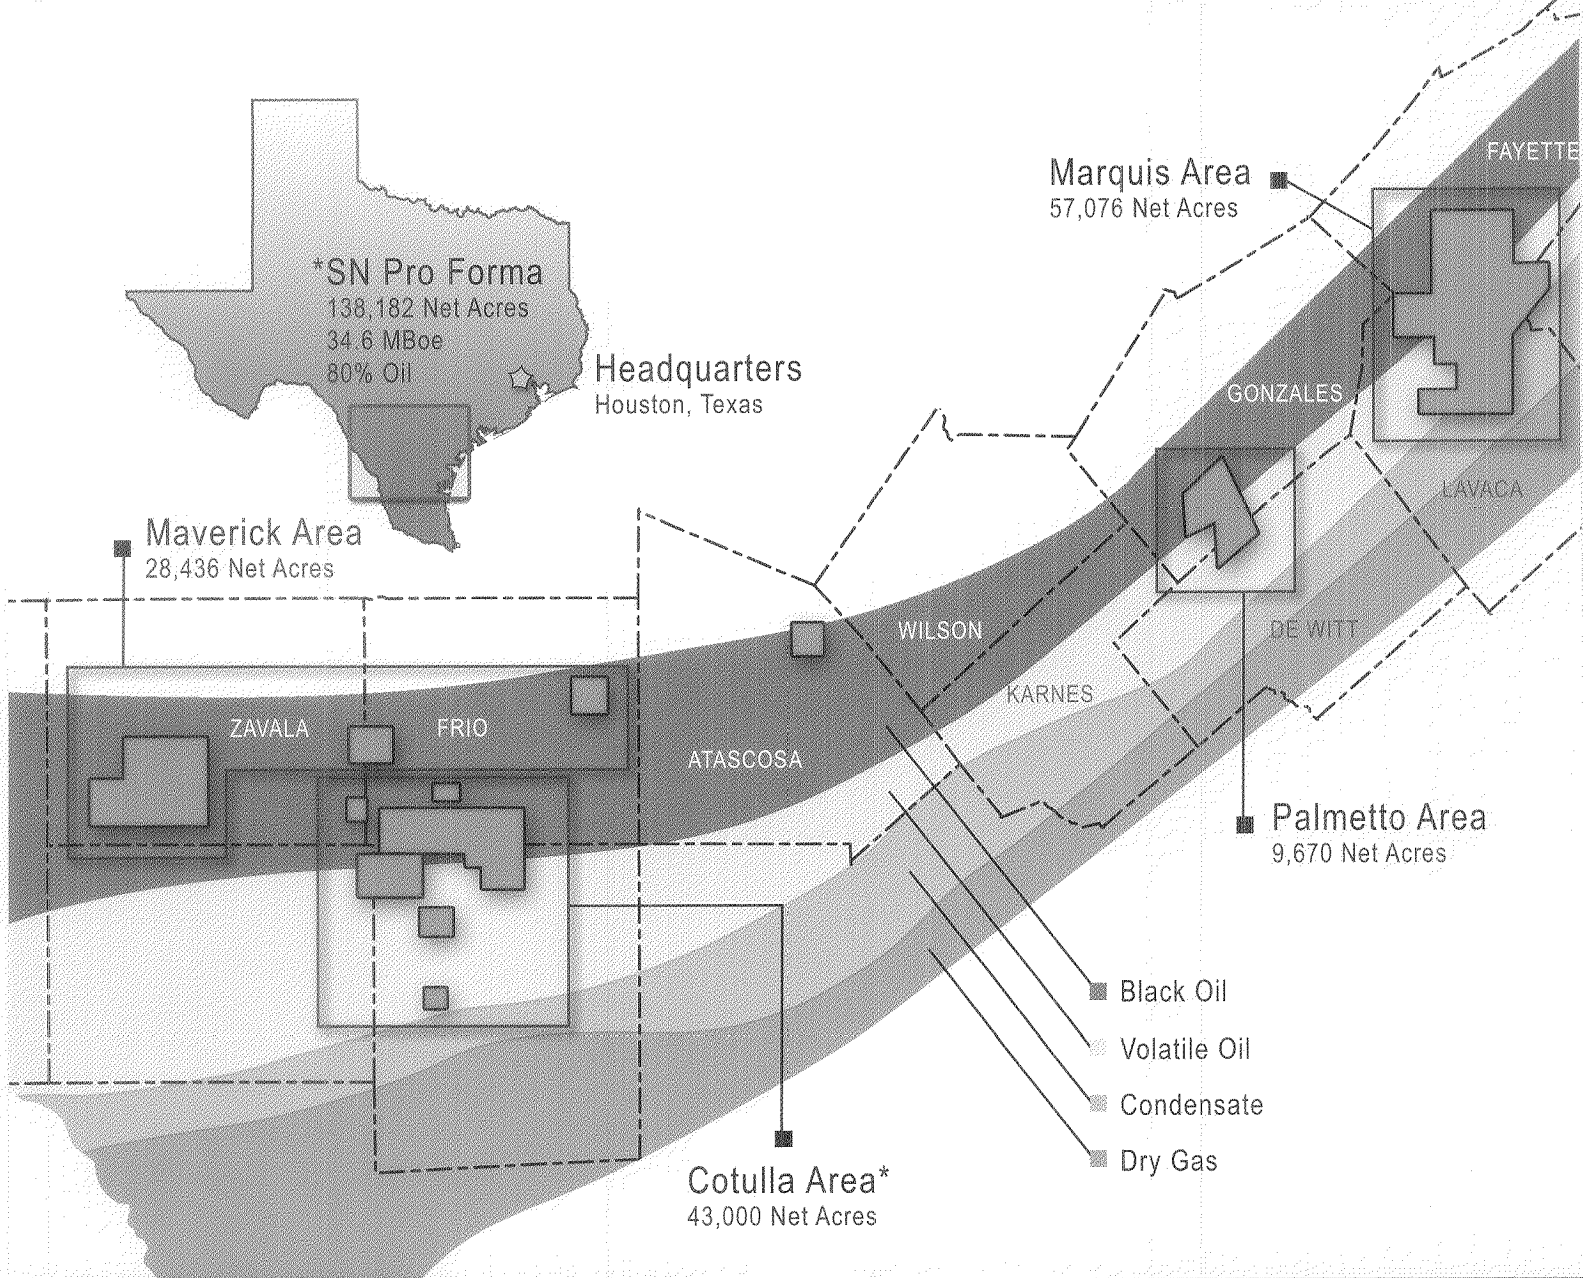 FAYETTE
Marquis Area
57,076 Net Acres
*SN Pro Forma
138,182 Net Acres
34.6 MBoe
80% Oil
Headquarters
Houston, Texas
GONZALES
LAVACA
Maverick Area
28,436 Net Acres
WILSON
DE WITT
KARNES
ZAVALA
FRIO
ATASCOSA
Palmetto Area
9,670 Net Acres
Black Oil
Volatile Oil
Condensate
Dry Gas
Cotulla Area*
43,000 Net Acres